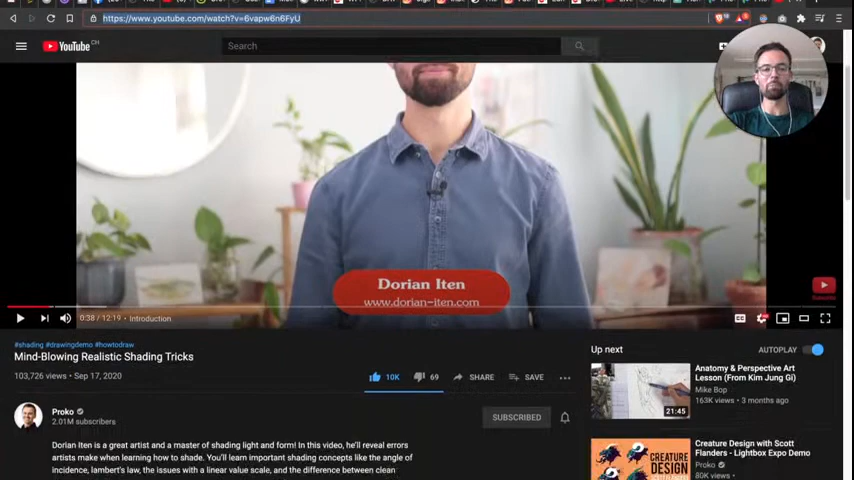 https://www.youtube.com/watch?v=6vapw6n6FyU
YouTube CH
Search
Dorian Iten
www.dorian-iten.com
0:38 / 12:19 • Introduction
CC
#shading #drawingdemo #howtodraw
Mind-Blowing Realistic Shading Tricks
103,726 views • Sep 17, 2020
10K
69
SHARE
SAVE
Proko
2.01M subscribers
SUBSCRIBED
Dorian Iten is a great artist and a master of shading light and form! In this video, he'll reveal errors
artists make when learning how to shade. You'll learn important shading concepts like the angle of
incidence, lambert's law, the issues with a linear value scale, and the difference between clean
Up next
AUTOPLAY
21:45
Anatomy & Perspective Art
Lesson (From Kim Jung Gi)
Mike Bop
163K views • 3 months ago
CREATURE
DESIGN
Creature Design with Scott
Flanders - Lightbox Expo Demo
Proko
80K views